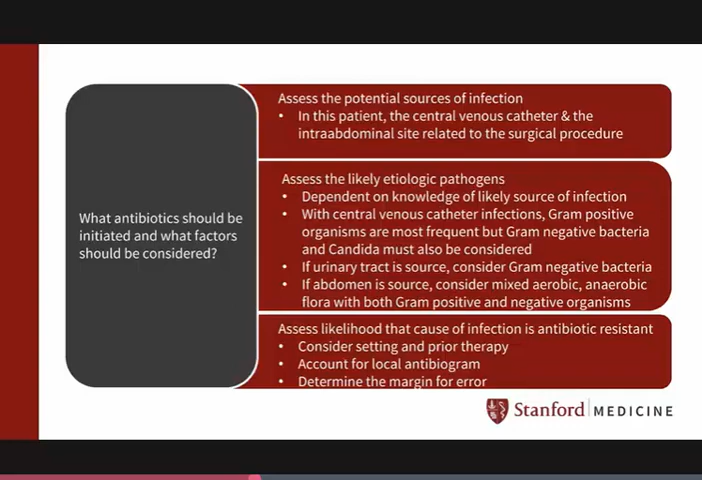 Assess the potential sources of infection
• In this patient, the central venous catheter & the
intraabdominal site related to the surgical procedure
What antibiotics should be
initiated and what factors
should be considered?
Assess the likely etiologic pathogens
• Dependent on knowledge of likely source of infection
• With central venous catheter infections, Gram positive
organisms are most frequent but Gram negative bacteria
and Candida must also be considered
• If urinary tract is source, consider Gram negative bacteria
• If abdomen is source, consider mixed aerobic, anaerobic
flora with both Gram positive and negative organisms
Assess likelihood that cause of infection is antibiotic resistant
• Consider setting and prior therapy
• Account for local antibiogram
• Determine the margin for error
Stanford MEDICINE